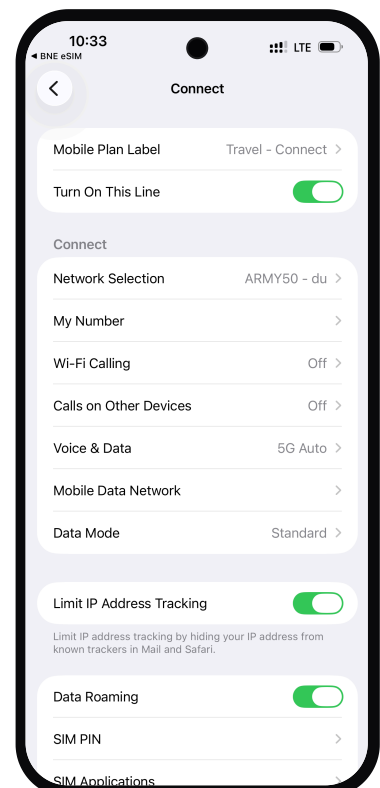 10:33
LTE
◀ BNE eSIM
Connect
Mobile Plan Label Travel - Connect
Turn On This Line
Connect
Network Selection ARMY50 - du
My Number
Wi-Fi Calling Off
Calls on Other Devices Off
Voice & Data 5G Auto
Mobile Data Network
Data Mode Standard
Limit IP Address Tracking
Limit IP address tracking by hiding your IP address from
known trackers in Mail and Safari.
Data Roaming
SIM PIN
SIM Applications